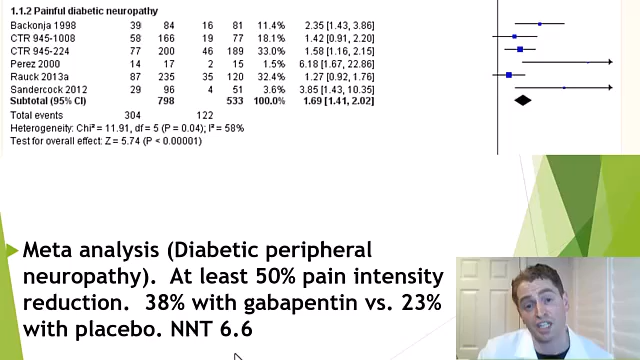 1.1.2 Painful diabetic neuropathy
Backonja 1998 39 84 16 81 11.4% 2.35 [1.43, 3.86]
CTR 945-1008 58 166 19 77 18.1% 1.42 [0.91, 2.20]
CTR 945-224 77 200 46 189 33.0% 1.58 [1.16, 2.15]
Perez 2000 14 17 2 15 1.5% 6.18 [1.67, 22.86]
Rauck 2013a 87 235 35 120 32.4% 1.27 [0.92, 1.76]
Sandercock 2012 29 96 4 51 3.6% 3.85 [1.43, 10.35]
Subtotal (95% CI) 798 533 100.0% 1.69 [1.41, 2.02]
Total events 304 122
Heterogeneity: Chi² = 11.91, df = 5 (P = 0.04); I² = 58%
Test for overall effect: Z = 5.74 (P < 0.00001)
Meta analysis (Diabetic peripheral
neuropathy). At least 50% pain intensity
reduction. 38% with gabapentin vs. 23%
with placebo. NNT 6.6